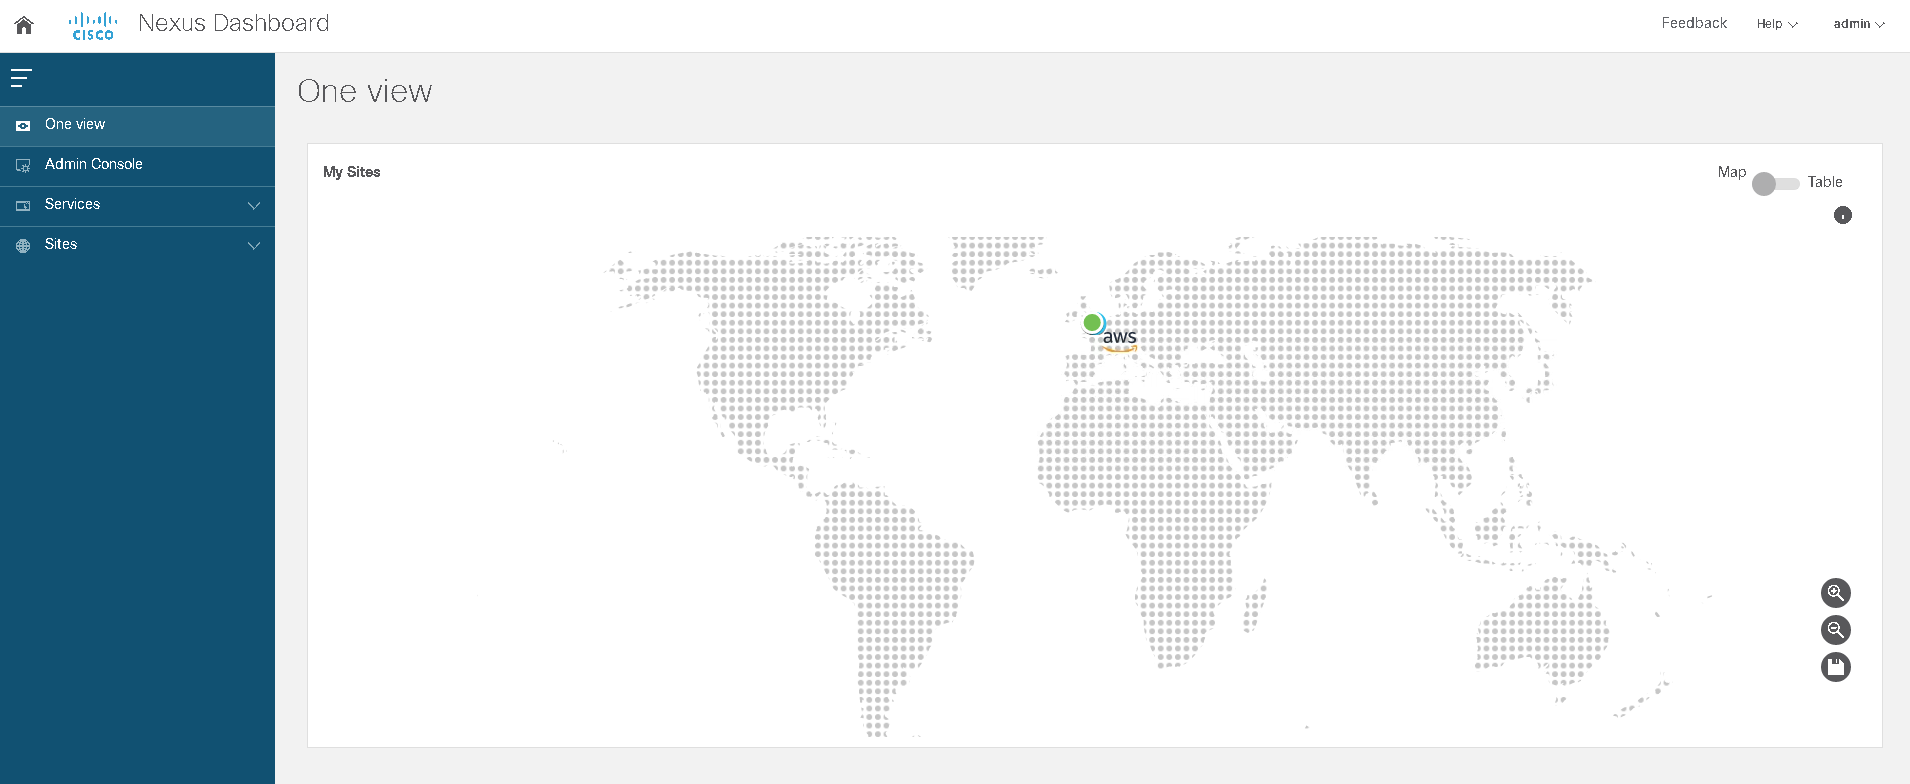 CISCO
Nexus Dashboard
Feedback
Help
admin
One view
Admin Console
Services
Sites
One view
My Sites
Map
Table
aws